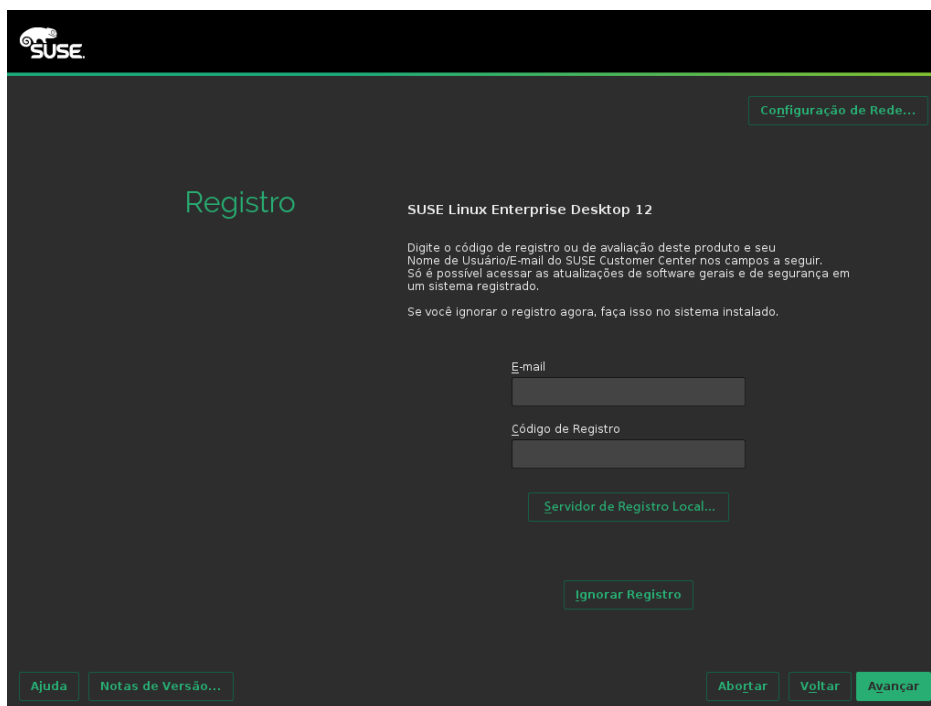 SUSE.
Configuração de Rede...
Registro
SUSE Linux Enterprise Desktop 12
Digite o código de registro ou de avaliação deste produto e seu
Nome de Usuário/E-mail do SUSE Customer Center nos campos a seguir.
Só é possível acessar as atualizações de software gerais e de segurança em
um sistema registrado.
Se você ignorar o registro agora, faça isso no sistema instalado.
E-mail
Código de Registro
Servidor de Registro Local...
Ignorar Registro
Ajuda
Notas de Versão...
Abortar
Voltar
Avançar